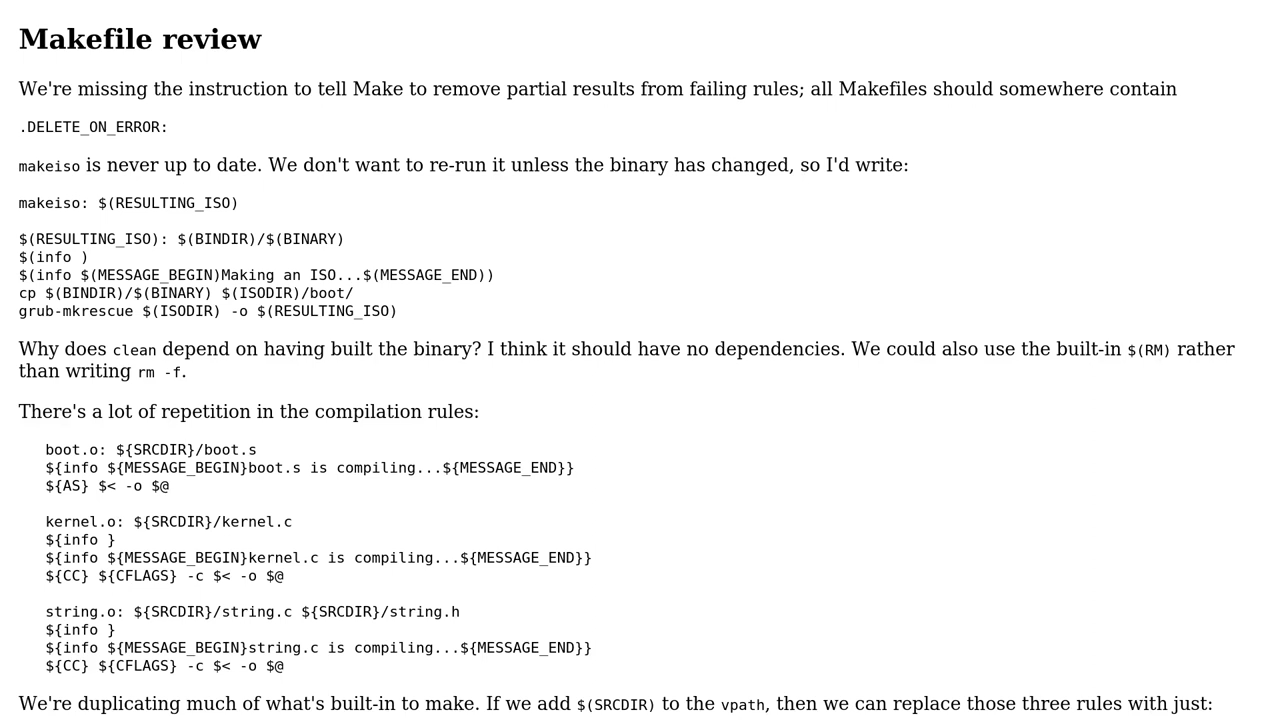 Makefile review
We're missing the instruction to tell Make to remove partial results from failing rules; all Makefiles should somewhere contain
.DELETE_ON_ERROR:
makeiso is never up to date. We don't want to re-run it unless the binary has changed, so I'd write:
makeiso: $(RESULTING_ISO)
$(RESULTING_ISO): $(BINDIR)/$(BINARY)
$(info )
$(info $(MESSAGE_BEGIN)Making an ISO...$(MESSAGE_END))
cp $(BINDIR)/$(BINARY) $(ISODIR)/boot/
grub-mkrescue $(ISODIR) -o $(RESULTING_ISO)
Why does clean depend on having built the binary? I think it should have no dependencies. We could also use the built-in $(RM) rather
than writing rm -f.
There's a lot of repetition in the compilation rules:
boot.o: ${SRCDIR}/boot.s
${info ${MESSAGE_BEGIN}boot.s is compiling...${MESSAGE_END}}
${AS} $< -o $@
kernel.o: ${SRCDIR}/kernel.c
${info }
${info ${MESSAGE_BEGIN}kernel.c is compiling...${MESSAGE_END}}
${CC} ${CFLAGS} -c $< -o $@
string.o: ${SRCDIR}/string.c ${SRCDIR}/string.h
${info }
${info ${MESSAGE_BEGIN}string.c is compiling...${MESSAGE_END}}
${CC} ${CFLAGS} -c $< -o $@
We're duplicating much of what's built-in to make. If we add $(SRCDIR) to the vpath, then we can replace those three rules with just: